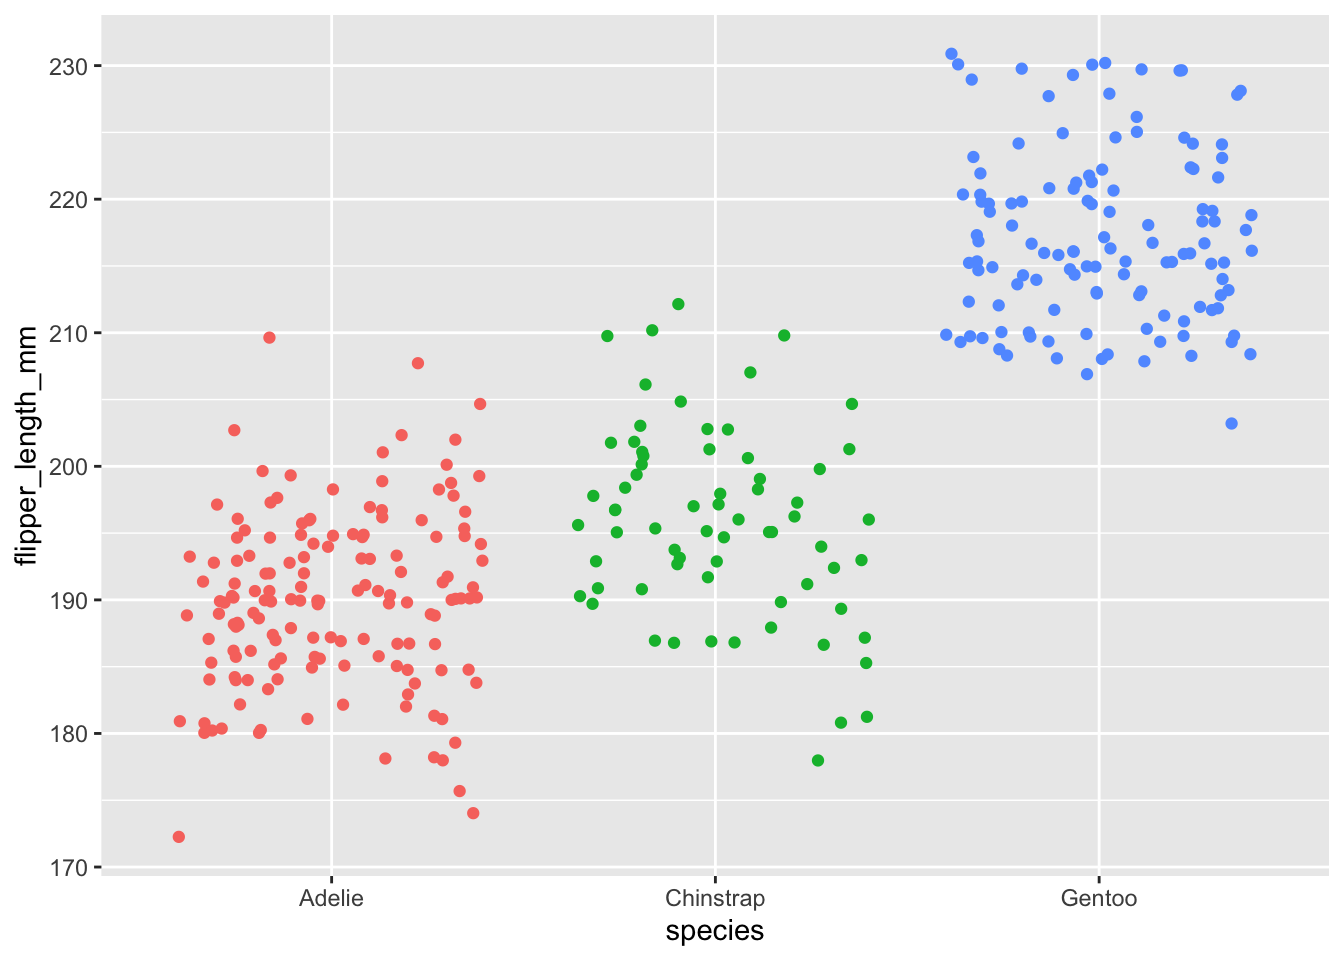 230
220
210
200
190
180
170
flipper_length_mm
Adelie
Chinstrap
Gentoo
species